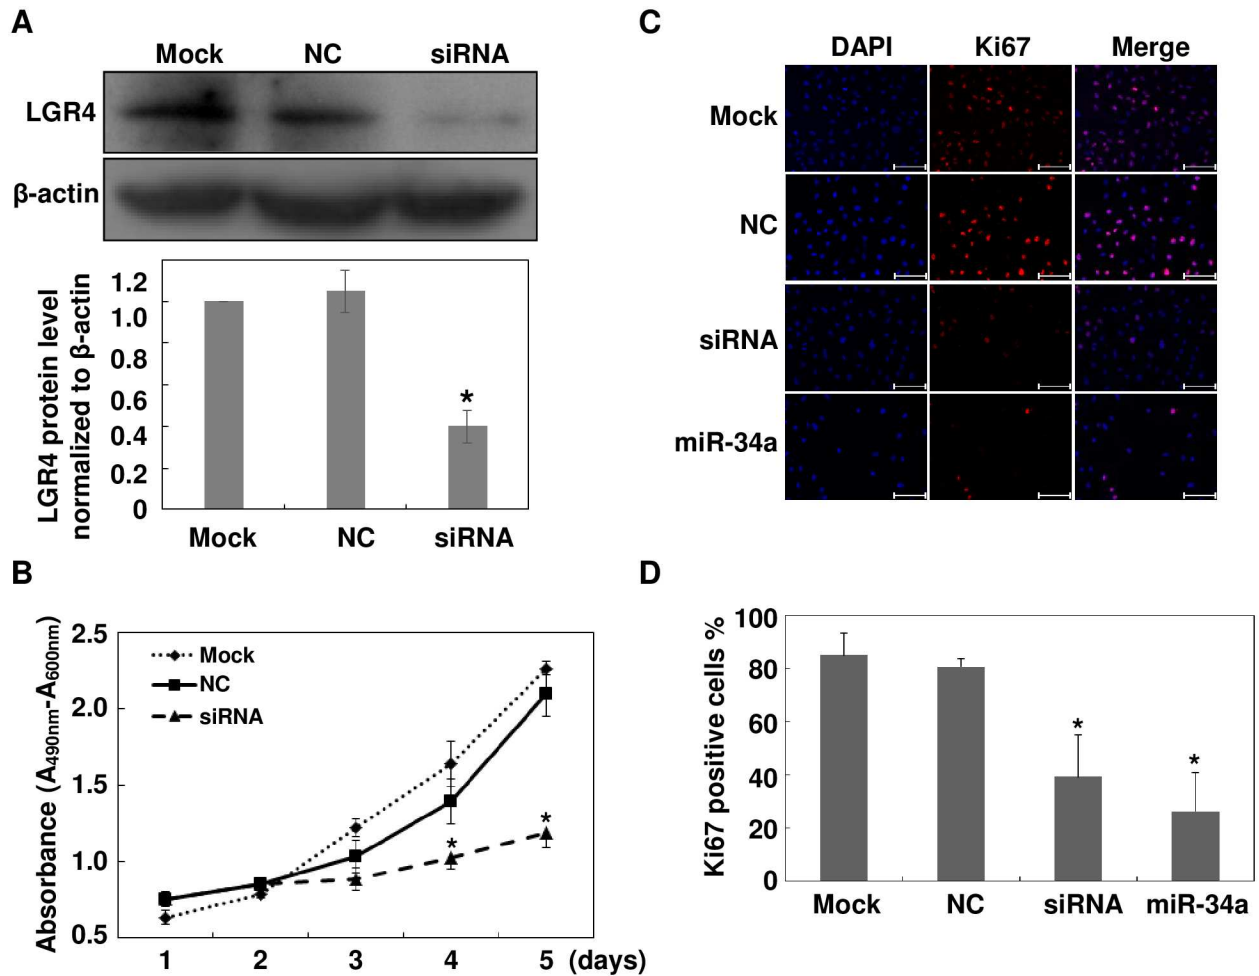 A
Mock NC siRNA
LGR4
β-actin
LGR4 protein level
normalized to β-actin
1.2
1.0
0.8
0.6
0.4
0.2
0
*
Mock NC siRNA
B
Absorbance (A490nm-A600nm)
2.5
2.0
1.5
1.0
0.5
Mock
NC
siRNA
*
*
1 2 3 4 5 (days)
C
DAPI Ki67 Merge
Mock
NC
siRNA
miR-34a
D
Ki67 positive cells %
100
80
60
40
20
0
*
*
Mock NC siRNA miR-34a